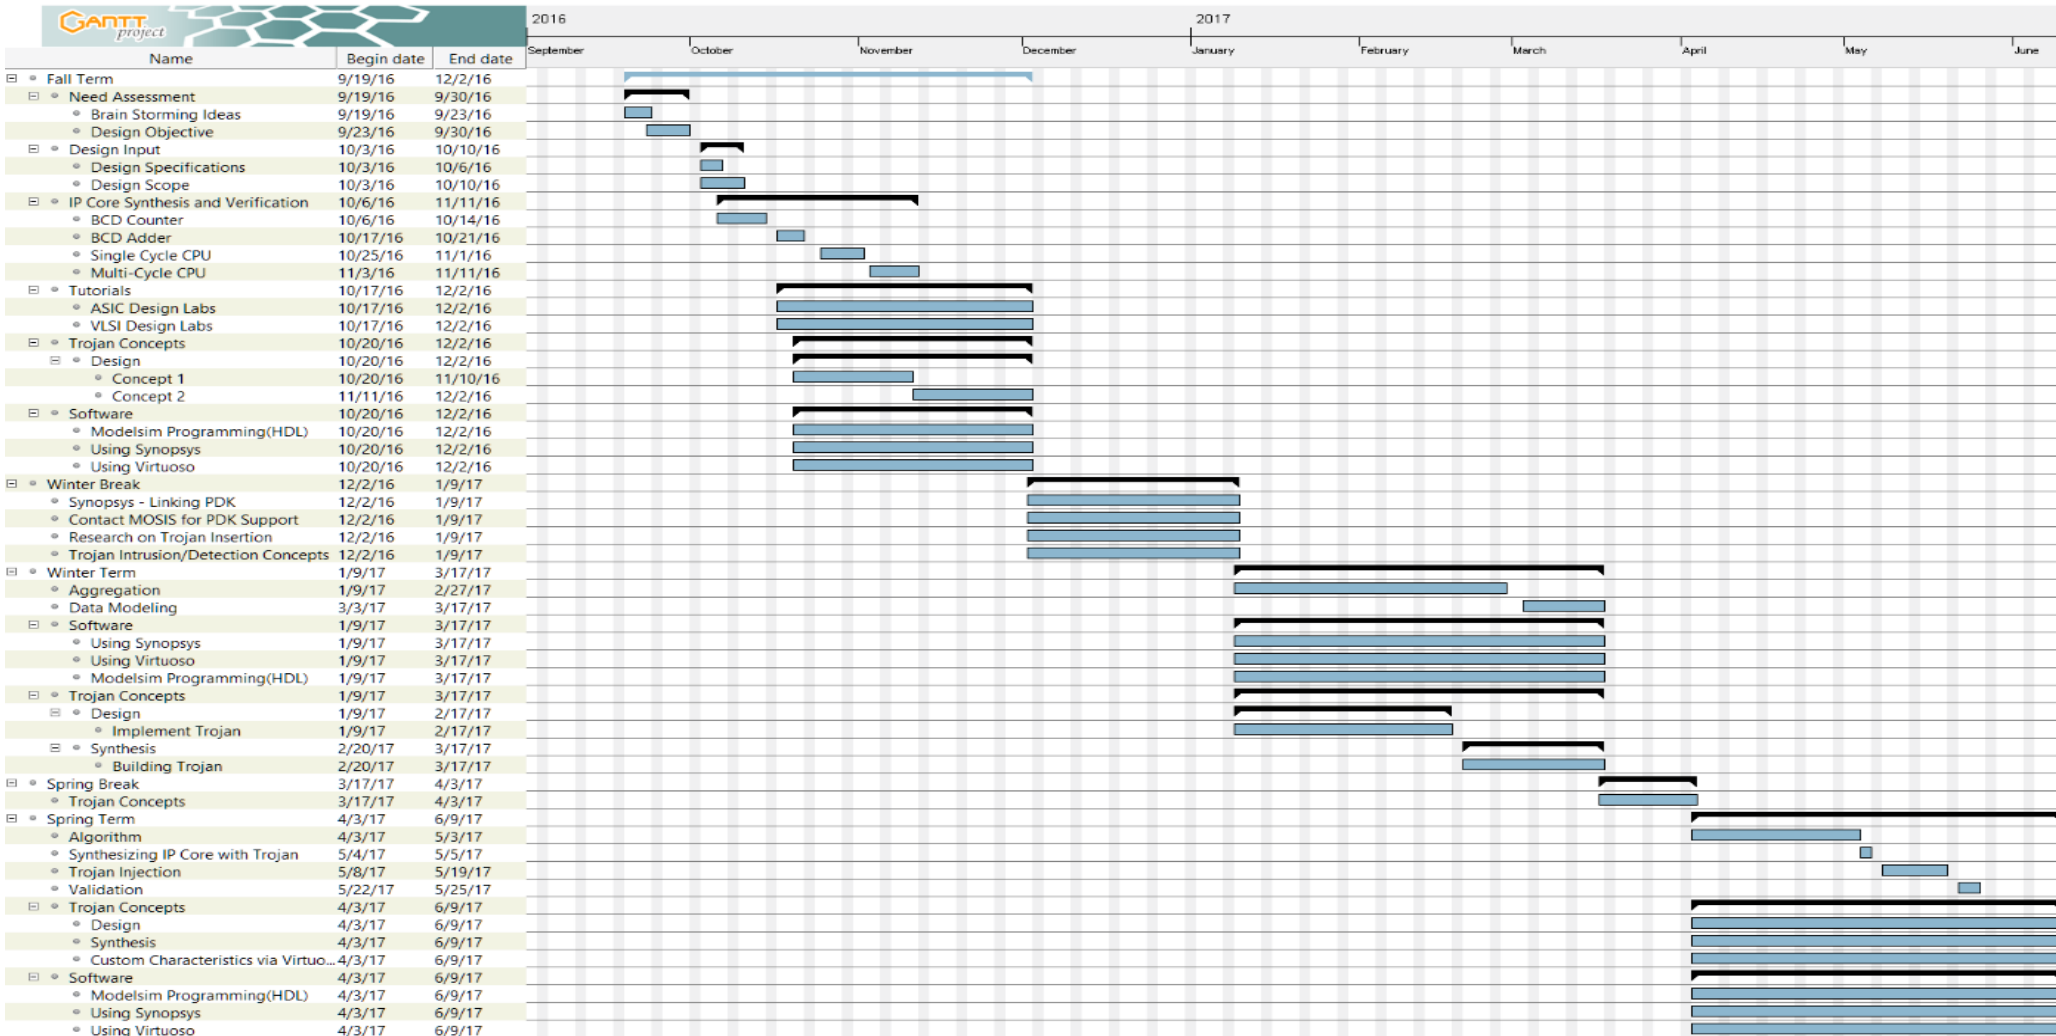 GANTT
project
2016 2017
September October November December January February March April May June
Name Begin date End date
Fall Term 9/19/16 12/2/16
Need Assessment 9/19/16 9/30/16
Brain Storming Ideas 9/19/16 9/23/16
Design Objective 9/23/16 9/30/16
Design Input 10/3/16 10/10/16
Design Specifications 10/3/16 10/6/16
Design Scope 10/3/16 10/10/16
IP Core Synthesis and Verification 10/6/16 11/11/16
BCD Counter 10/6/16 10/14/16
BCD Adder 10/17/16 10/21/16
Single Cycle CPU 10/25/16 11/1/16
Multi-Cycle CPU 11/3/16 11/11/16
Tutorials 10/17/16 12/2/16
ASIC Design Labs 10/17/16 12/2/16
VLSI Design Labs 10/17/16 12/2/16
Trojan Concepts 10/20/16 12/2/16
Design 10/20/16 12/2/16
Concept 1 10/20/16 11/10/16
Concept 2 11/11/16 12/2/16
Software 10/20/16 12/2/16
Modelsim Programming(HDL) 10/20/16 12/2/16
Using Synopsys 10/20/16 12/2/16
Using Virtuoso 10/20/16 12/2/16
Winter Break 12/2/16 1/9/17
Synopsys - Linking PDK 12/2/16 1/9/17
Contact MOSIS for PDK Support 12/2/16 1/9/17
Research on Trojan Insertion 12/2/16 1/9/17
Trojan Intrusion/Detection Concepts 12/2/16 1/9/17
Winter Term 1/9/17 3/17/17
Aggregation 1/9/17 2/27/17
Data Modeling 3/3/17 3/17/17
Software 1/9/17 3/17/17
Using Synopsys 1/9/17 3/17/17
Using Virtuoso 1/9/17 3/17/17
Modelsim Programming(HDL) 1/9/17 3/17/17
Trojan Concepts 1/9/17 3/17/17
Design 1/9/17 2/17/17
Implement Trojan 1/9/17 2/17/17
Synthesis 2/20/17 3/17/17
Building Trojan 2/20/17 3/17/17
Spring Break 3/17/17 4/3/17
Trojan Concepts 3/17/17 4/3/17
Spring Term 4/3/17 6/9/17
Algorithm 4/3/17 5/3/17
Synthesizing IP Core with Trojan 5/4/17 5/5/17
Trojan Injection 5/8/17 5/19/17
Validation 5/22/17 5/25/17
Trojan Concepts 4/3/17 6/9/17
Design 4/3/17 6/9/17
Synthesis 4/3/17 6/9/17
Custom Characteristics via Virtuo... 4/3/17 6/9/17
Software 4/3/17 6/9/17
Modelsim Programming(HDL) 4/3/17 6/9/17
Using Synopsys 4/3/17 6/9/17
Using Virtuoso 4/3/17 6/9/17